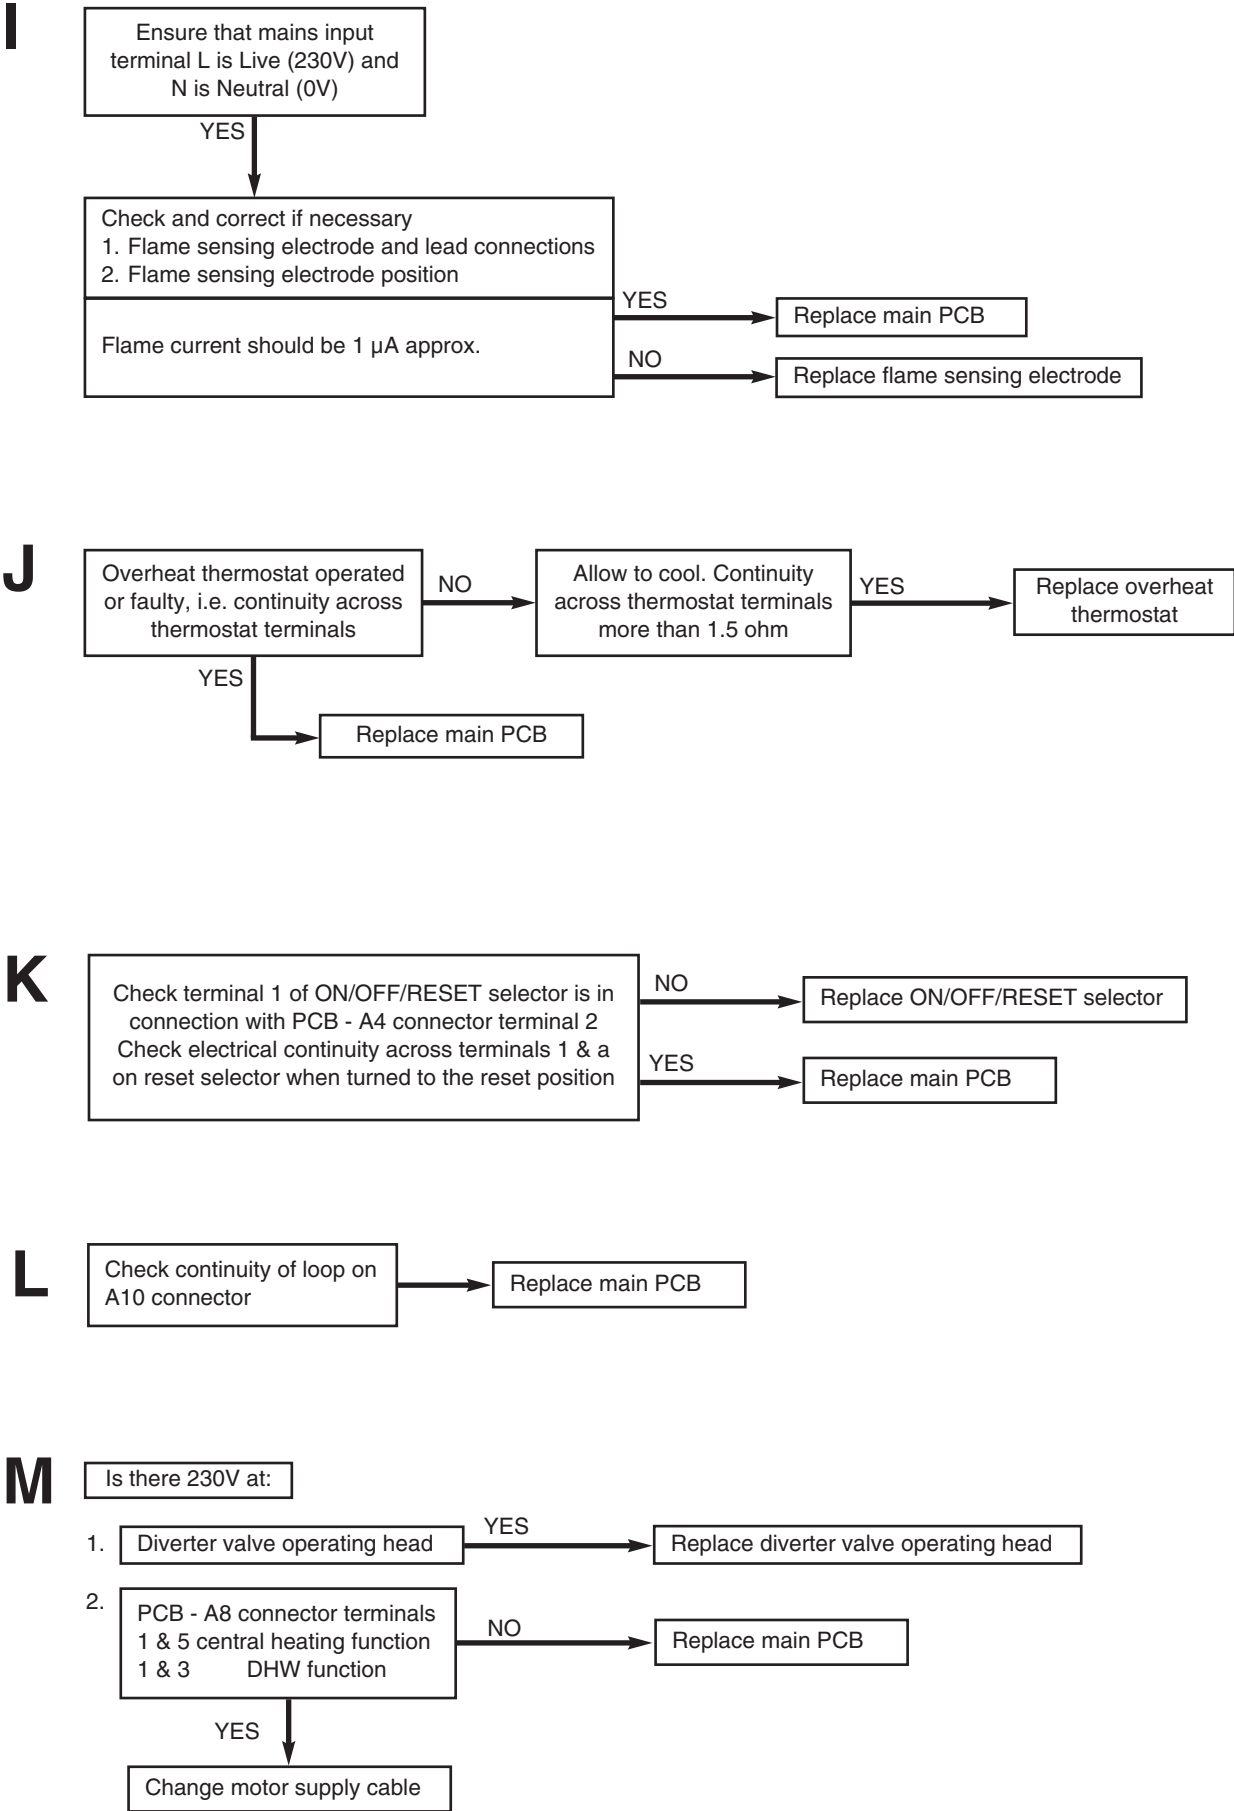 I
Ensure that mains input
terminal L is Live (230V) and
N is Neutral (0V)
YES
Check and correct if necessary
1. Flame sensing electrode and lead connections
2. Flame sensing electrode position
Flame current should be 1 µA approx.
YES
Replace main PCB
NO
Replace flame sensing electrode
J
Overheat thermostat operated
or faulty, i.e. continuity across
thermostat terminals
NO
Allow to cool. Continuity
across thermostat terminals
more than 1.5 ohm
YES
Replace overheat
thermostat
YES
Replace main PCB
K
Check terminal 1 of ON/OFF/RESET selector is in
connection with PCB - A4 connector terminal 2
Check electrical continuity across terminals 1 & a
on reset selector when turned to the reset position
NO
Replace ON/OFF/RESET selector
YES
Replace main PCB
L
Check continuity of loop on
A10 connector
Replace main PCB
M
Is there 230V at:
1. Diverter valve operating head
YES
Replace diverter valve operating head
2. PCB - A8 connector terminals
1 & 5 central heating function
1 & 3 DHW function
NO
Replace main PCB
YES
Change motor supply cable